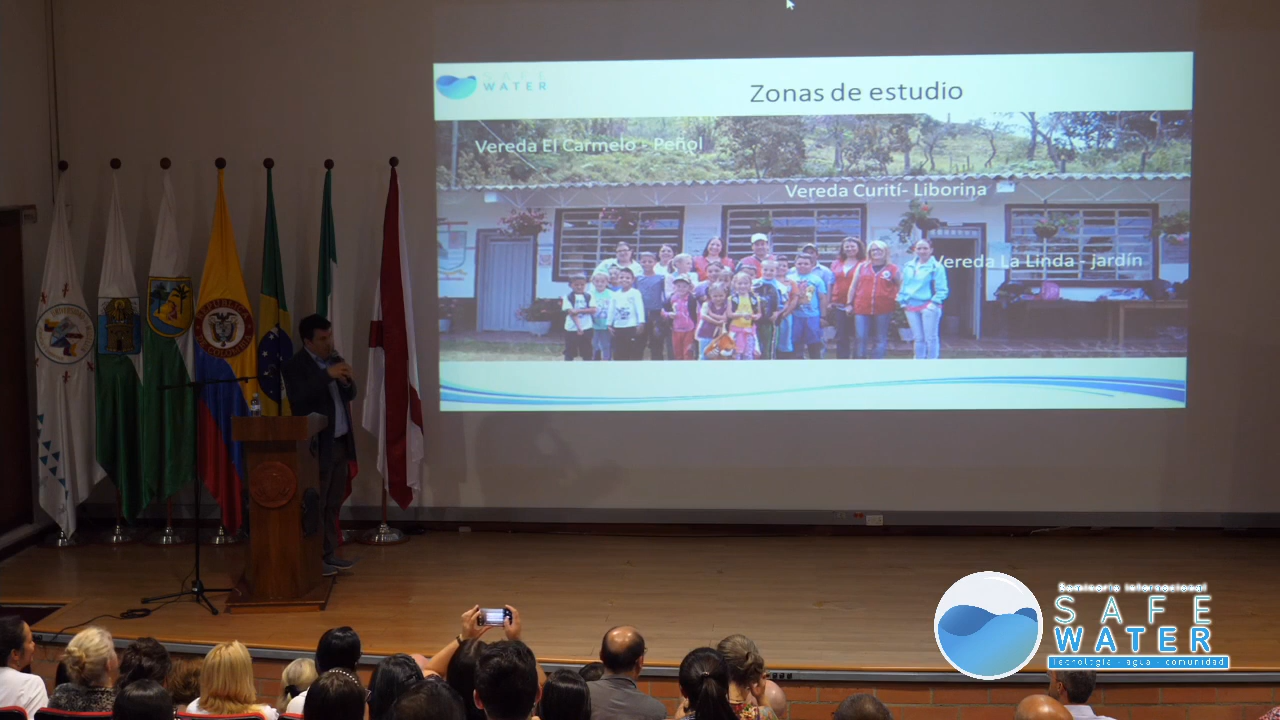 SAFE
WATER
Zonas de estudio
Vereda El Carmelo - Peñol
Vereda Curití- Liborina
Vereda La Linda - jardín
Seminario internacional
SAFE
WATER
Tecnología - agua - comunidad